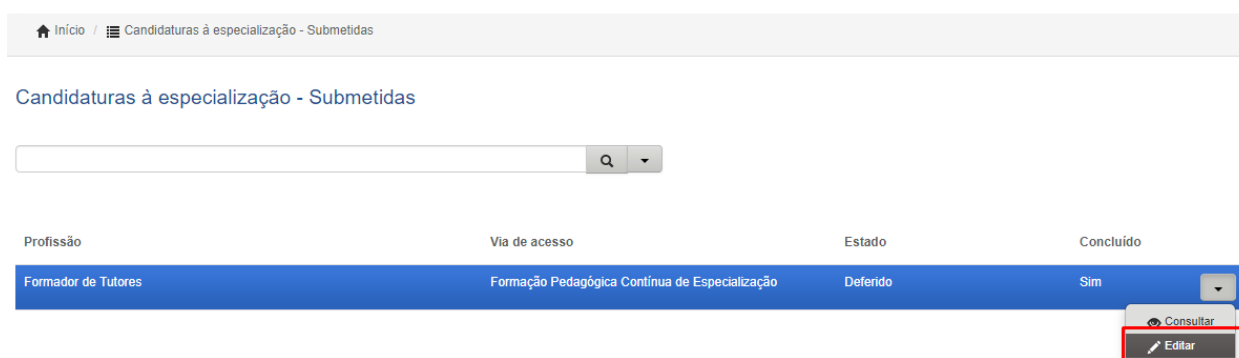 Início / Candidaturas à especialização - Submetidas
Candidaturas à especialização - Submetidas
Profissão Via de acesso Estado Concluído
Formador de Tutores Formação Pedagógica Contínua de Especialização Deferido Sim
Consultar
Editar